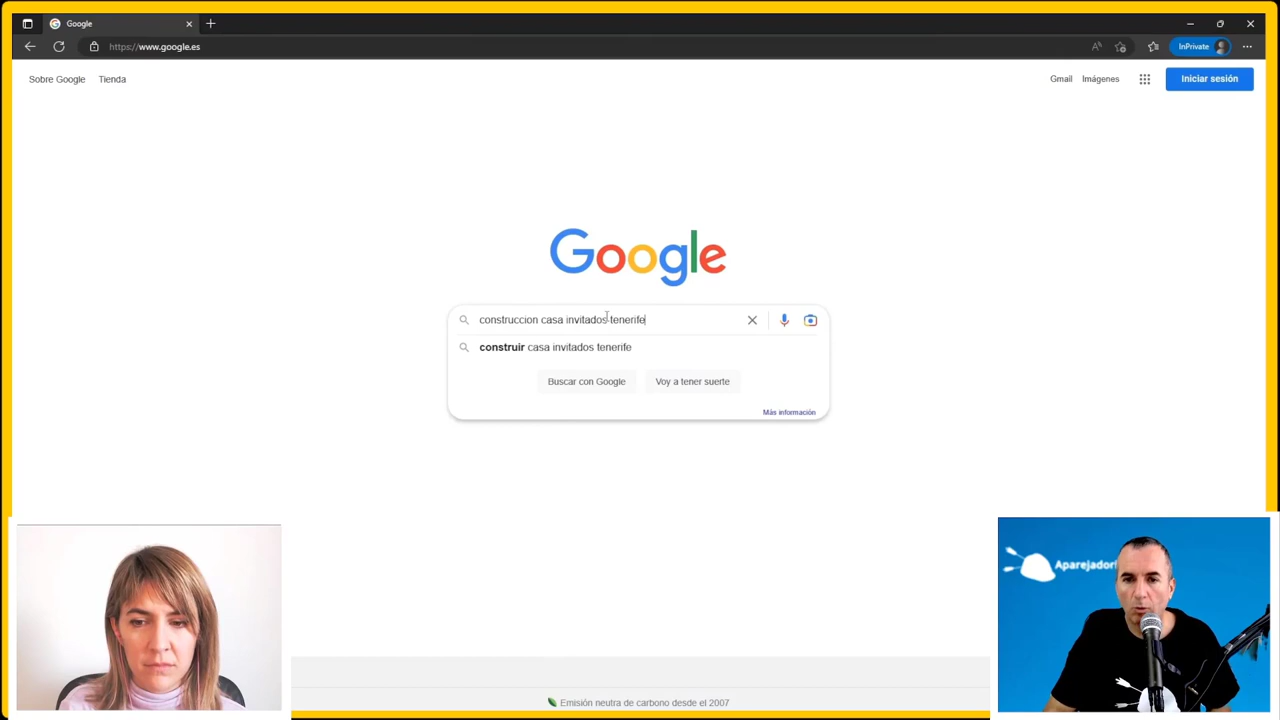 Google
https://www.google.es
InPrivate
Sobre Google Tienda
Gmail Imágenes Iniciar sesión
Google
construccion casa invitados tenerife
construir casa invitados tenerife
Buscar con Google Voy a tener suerte
Más información
Emisión neutra de carbono desde el 2007